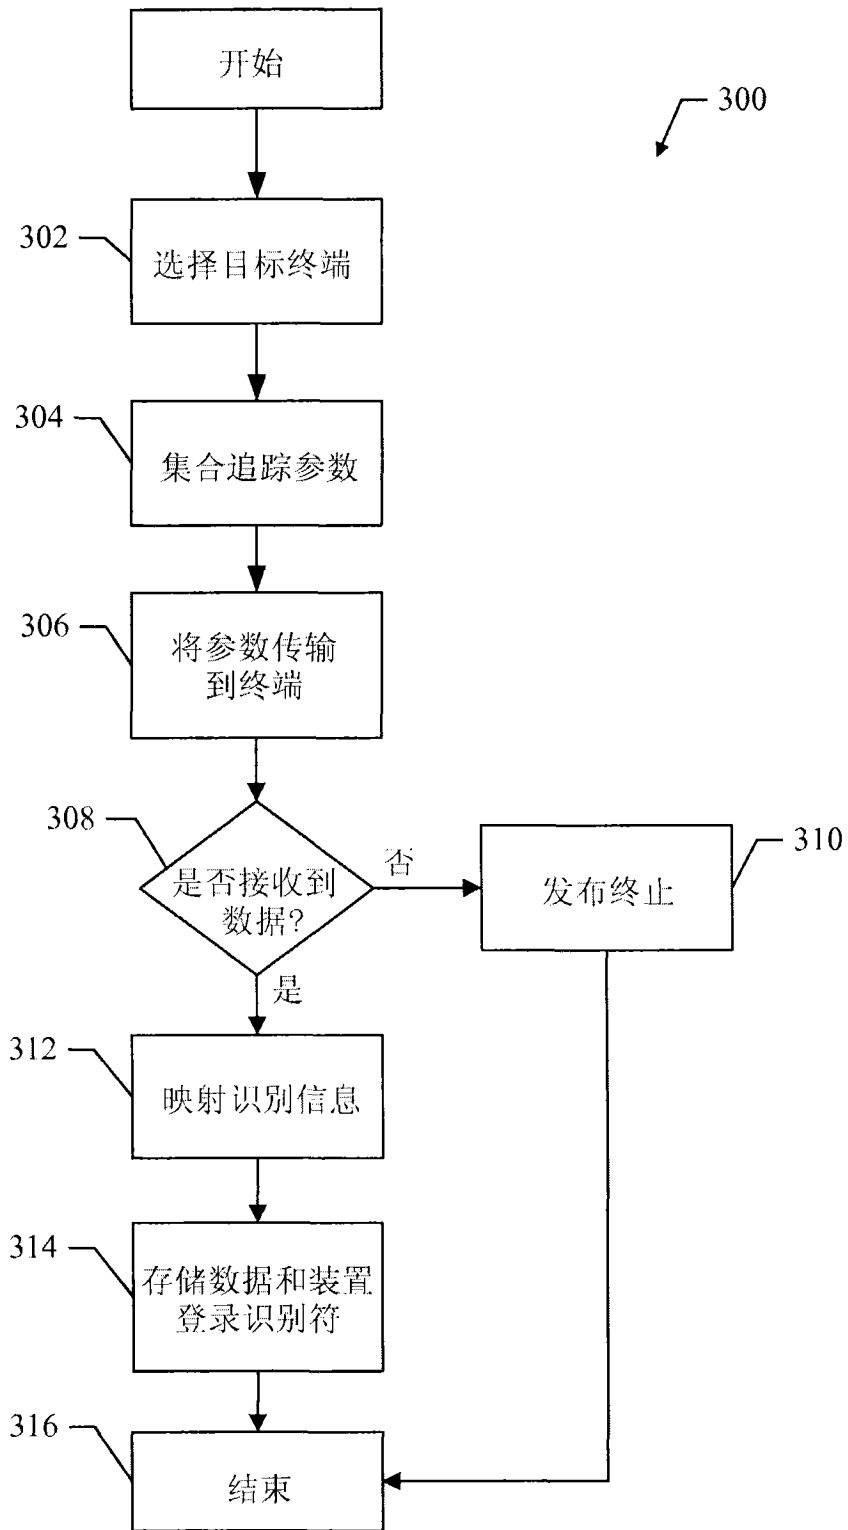 开始
300
302
选择目标终端
304
集合追踪参数
306
将参数传输
到终端
308
是否接收到
数据?
否
310
发布终止
是
312
映射识别信息
314
存储数据和装置
登录识别符
316
结束